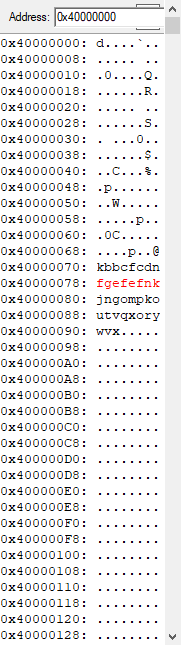 Address: 0x40000000
0x40000000: d....`..
0x40000008: ..... ..
0x40000010: .0....Q.
0x40000018: ......R.
0x40000020: ..... ..
0x40000028: ......S.
0x40000030: . ...0..
0x40000038: ......$.
0x40000040: ..C...%.
0x40000048: .p......
0x40000050: ..W.....
0x40000058: .....p..
0x40000060: .0C.....
0x40000068: ....p..@
0x40000070: kbbcfcdn
0x40000078: fgefefnk
0x40000080: jngompko
0x40000088: utvqxory
0x40000090: wvx.....
0x40000098: ........
0x400000A0: ........
0x400000A8: ........
0x400000B0: ........
0x400000B8: ........
0x400000C0: ........
0x400000C8: ........
0x400000D0: ........
0x400000D8: ........
0x400000E0: ........
0x400000E8: ........
0x400000F0: ........
0x400000F8: ........
0x40000100: ........
0x40000108: ........
0x40000110: ........
0x40000118: ........
0x40000120: ........
0x40000128: ........